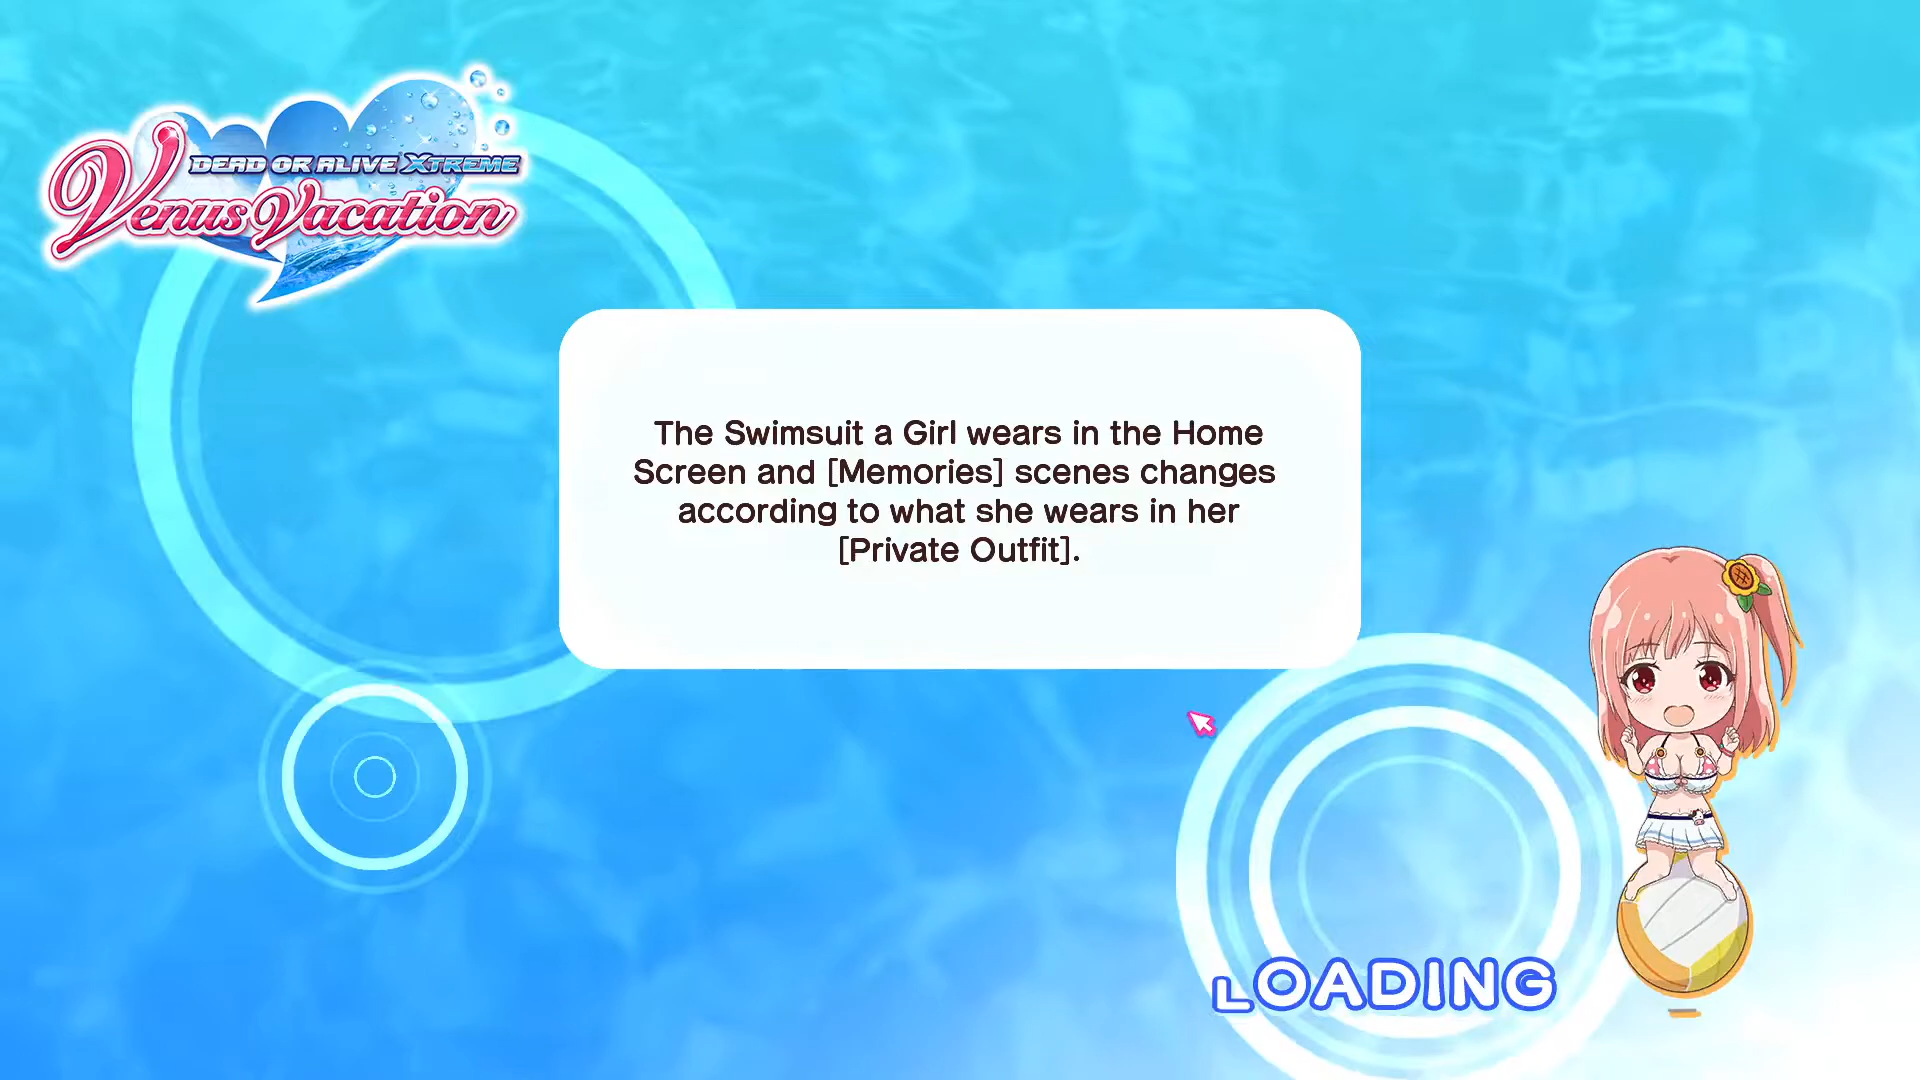 DEAD OR ALIVE XTREME
Venus Vacation
The Swimsuit a Girl wears in the Home
Screen and [Memories] scenes changes
according to what she wears in her
[Private Outfit].
LOADING